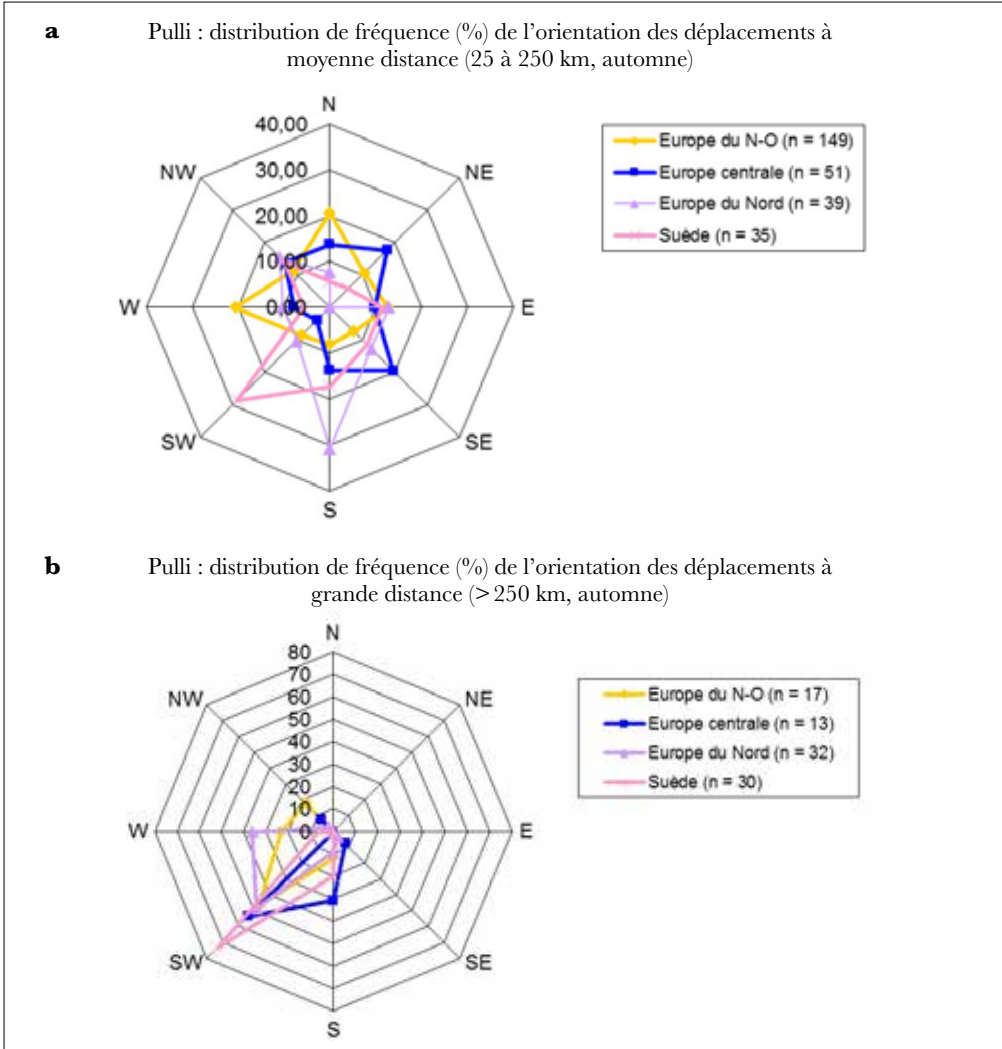 a
Pulli : distribution de fréquence (%) de l'orientation des déplacements à
moyenne distance (25 à 250 km, automne)
N
40,00
30,00
20,00
10,00
0,00
NW
NE
W
E
SW
SE
S
Europe du N-O (n = 149)
Europe centrale (n = 51)
Europe du Nord (n = 39)
Suède (n = 35)
b
Pulli : distribution de fréquence (%) de l'orientation des déplacements à
grande distance (> 250 km, automne)
N
80
70
60
50
40
30
20
10
0
NW
NE
W
E
SW
SE
S
Europe du N-O (n = 17)
Europe centrale (n = 13)
Europe du Nord (n = 32)
Suède (n = 30)